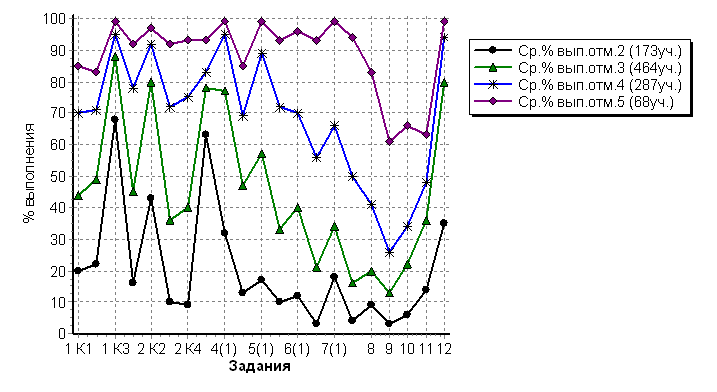 100
90
80
70
60
50
40
30
20
10
0
% выполнения
1 К1 1 К3 2 К2 2 К4 4(1) 5(1) 6(1) 7(1) 8 9 10 11 12
Задания
Ср.% вып.отм.2 (173уч.)
Ср.% вып.отм.3 (464уч.)
Ср.% вып.отм.4 (287уч.)
Ср.% вып.отм.5 (68уч.)